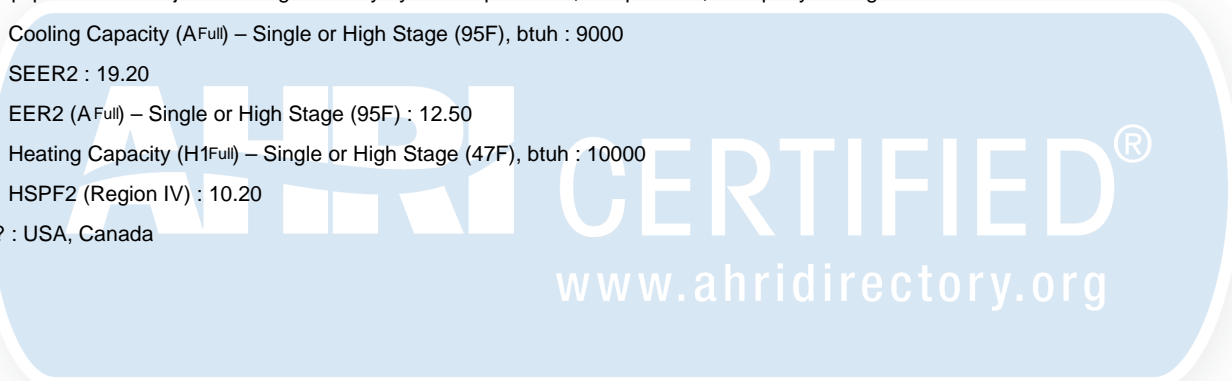 Cooling Capacity (AFull) – Single or High Stage (95F), btuh : 9000
SEER2 : 19.20
EER2 (AFull) – Single or High Stage (95F) : 12.50
Heating Capacity (H1Full) – Single or High Stage (47F), btuh : 10000
HSPF2 (Region IV) : 10.20
? : USA, Canada
AHRI CERTIFIED®
www.ahridirectory.org